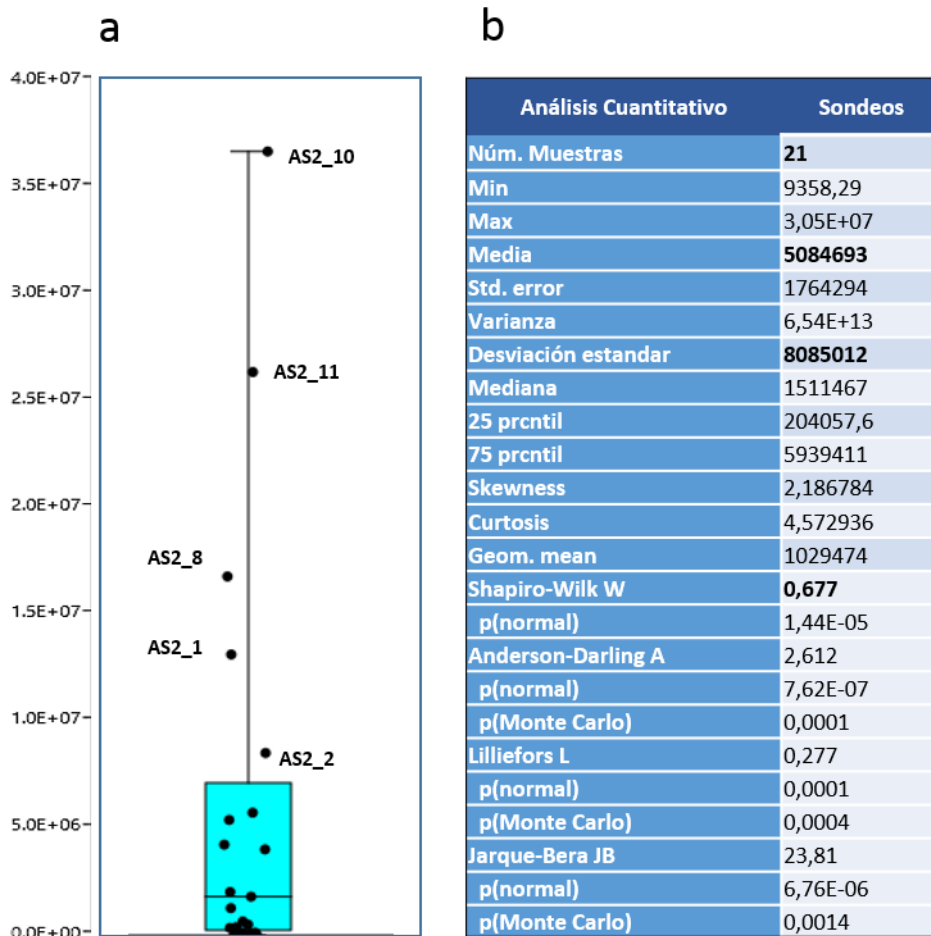 a
4.0E+07
3.5E+07
3.0E+07
2.5E+07
2.0E+07
1.5E+07
1.0E+07
5.0E+06
0.0E+00
AS2_10
AS2_11
AS2_8
AS2_1
AS2_2
b
Análisis Cuantitativo Sondeos
Núm. Muestras 21
Min 9358,29
Max 3,05E+07
Media 5084693
Std. error 1764294
Varianza 6,54E+13
Desviación estandar 8085012
Mediana 1511467
25 prcntil 204057,6
75 prcntil 5939411
Skewness 2,186784
Curtosis 4,572936
Geom. mean 1029474
Shapiro-Wilk W 0,677
p(normal) 1,44E-05
Anderson-Darling A 2,612
p(normal) 7,62E-07
p(Monte Carlo) 0,0001
Lilliefors L 0,277
p(normal) 0,0001
p(Monte Carlo) 0,0004
Jarque-Bera JB 23,81
p(normal) 6,76E-06
p(Monte Carlo) 0,0014